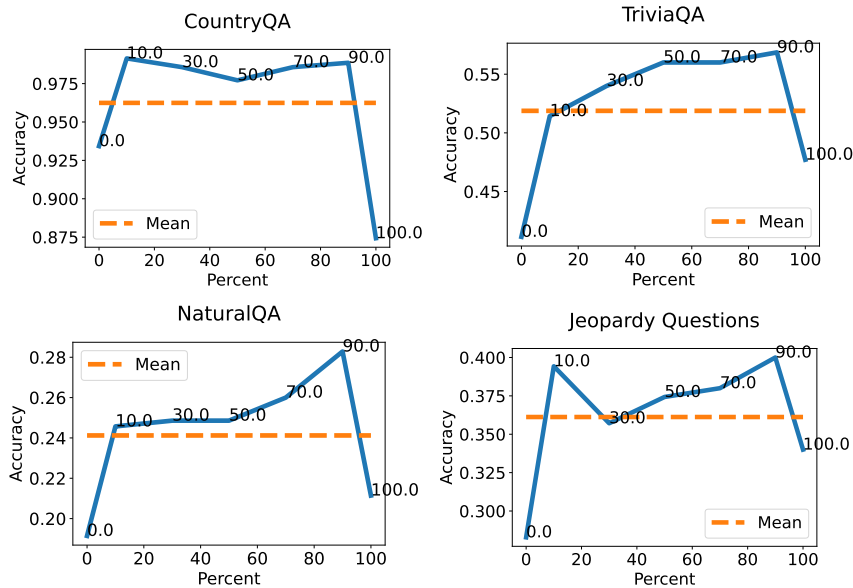 CountryQA
10.0
30.0
50.0
70.0
90.0
0.0
100.0
0.975
0.950
0.925
0.900
0.875
Accuracy
Mean
0 20 40 60 80 100
Percent
TriviaQA
90.0
50.0
70.0
30.0
10.0
100.0
0.0
0.55
0.50
0.45
Accuracy
Mean
0 20 40 60 80 100
Percent
NaturalQA
Mean
90.0
70.0
10.0
30.0
50.0
100.0
0.0
0.28
0.26
0.24
0.22
0.20
Accuracy
0 20 40 60 80 100
Percent
Jeopardy Questions
90.0
10.0
70.0
50.0
30.0
100.0
0.0
0.400
0.375
0.350
0.325
0.300
Accuracy
Mean
0 20 40 60 80 100
Percent